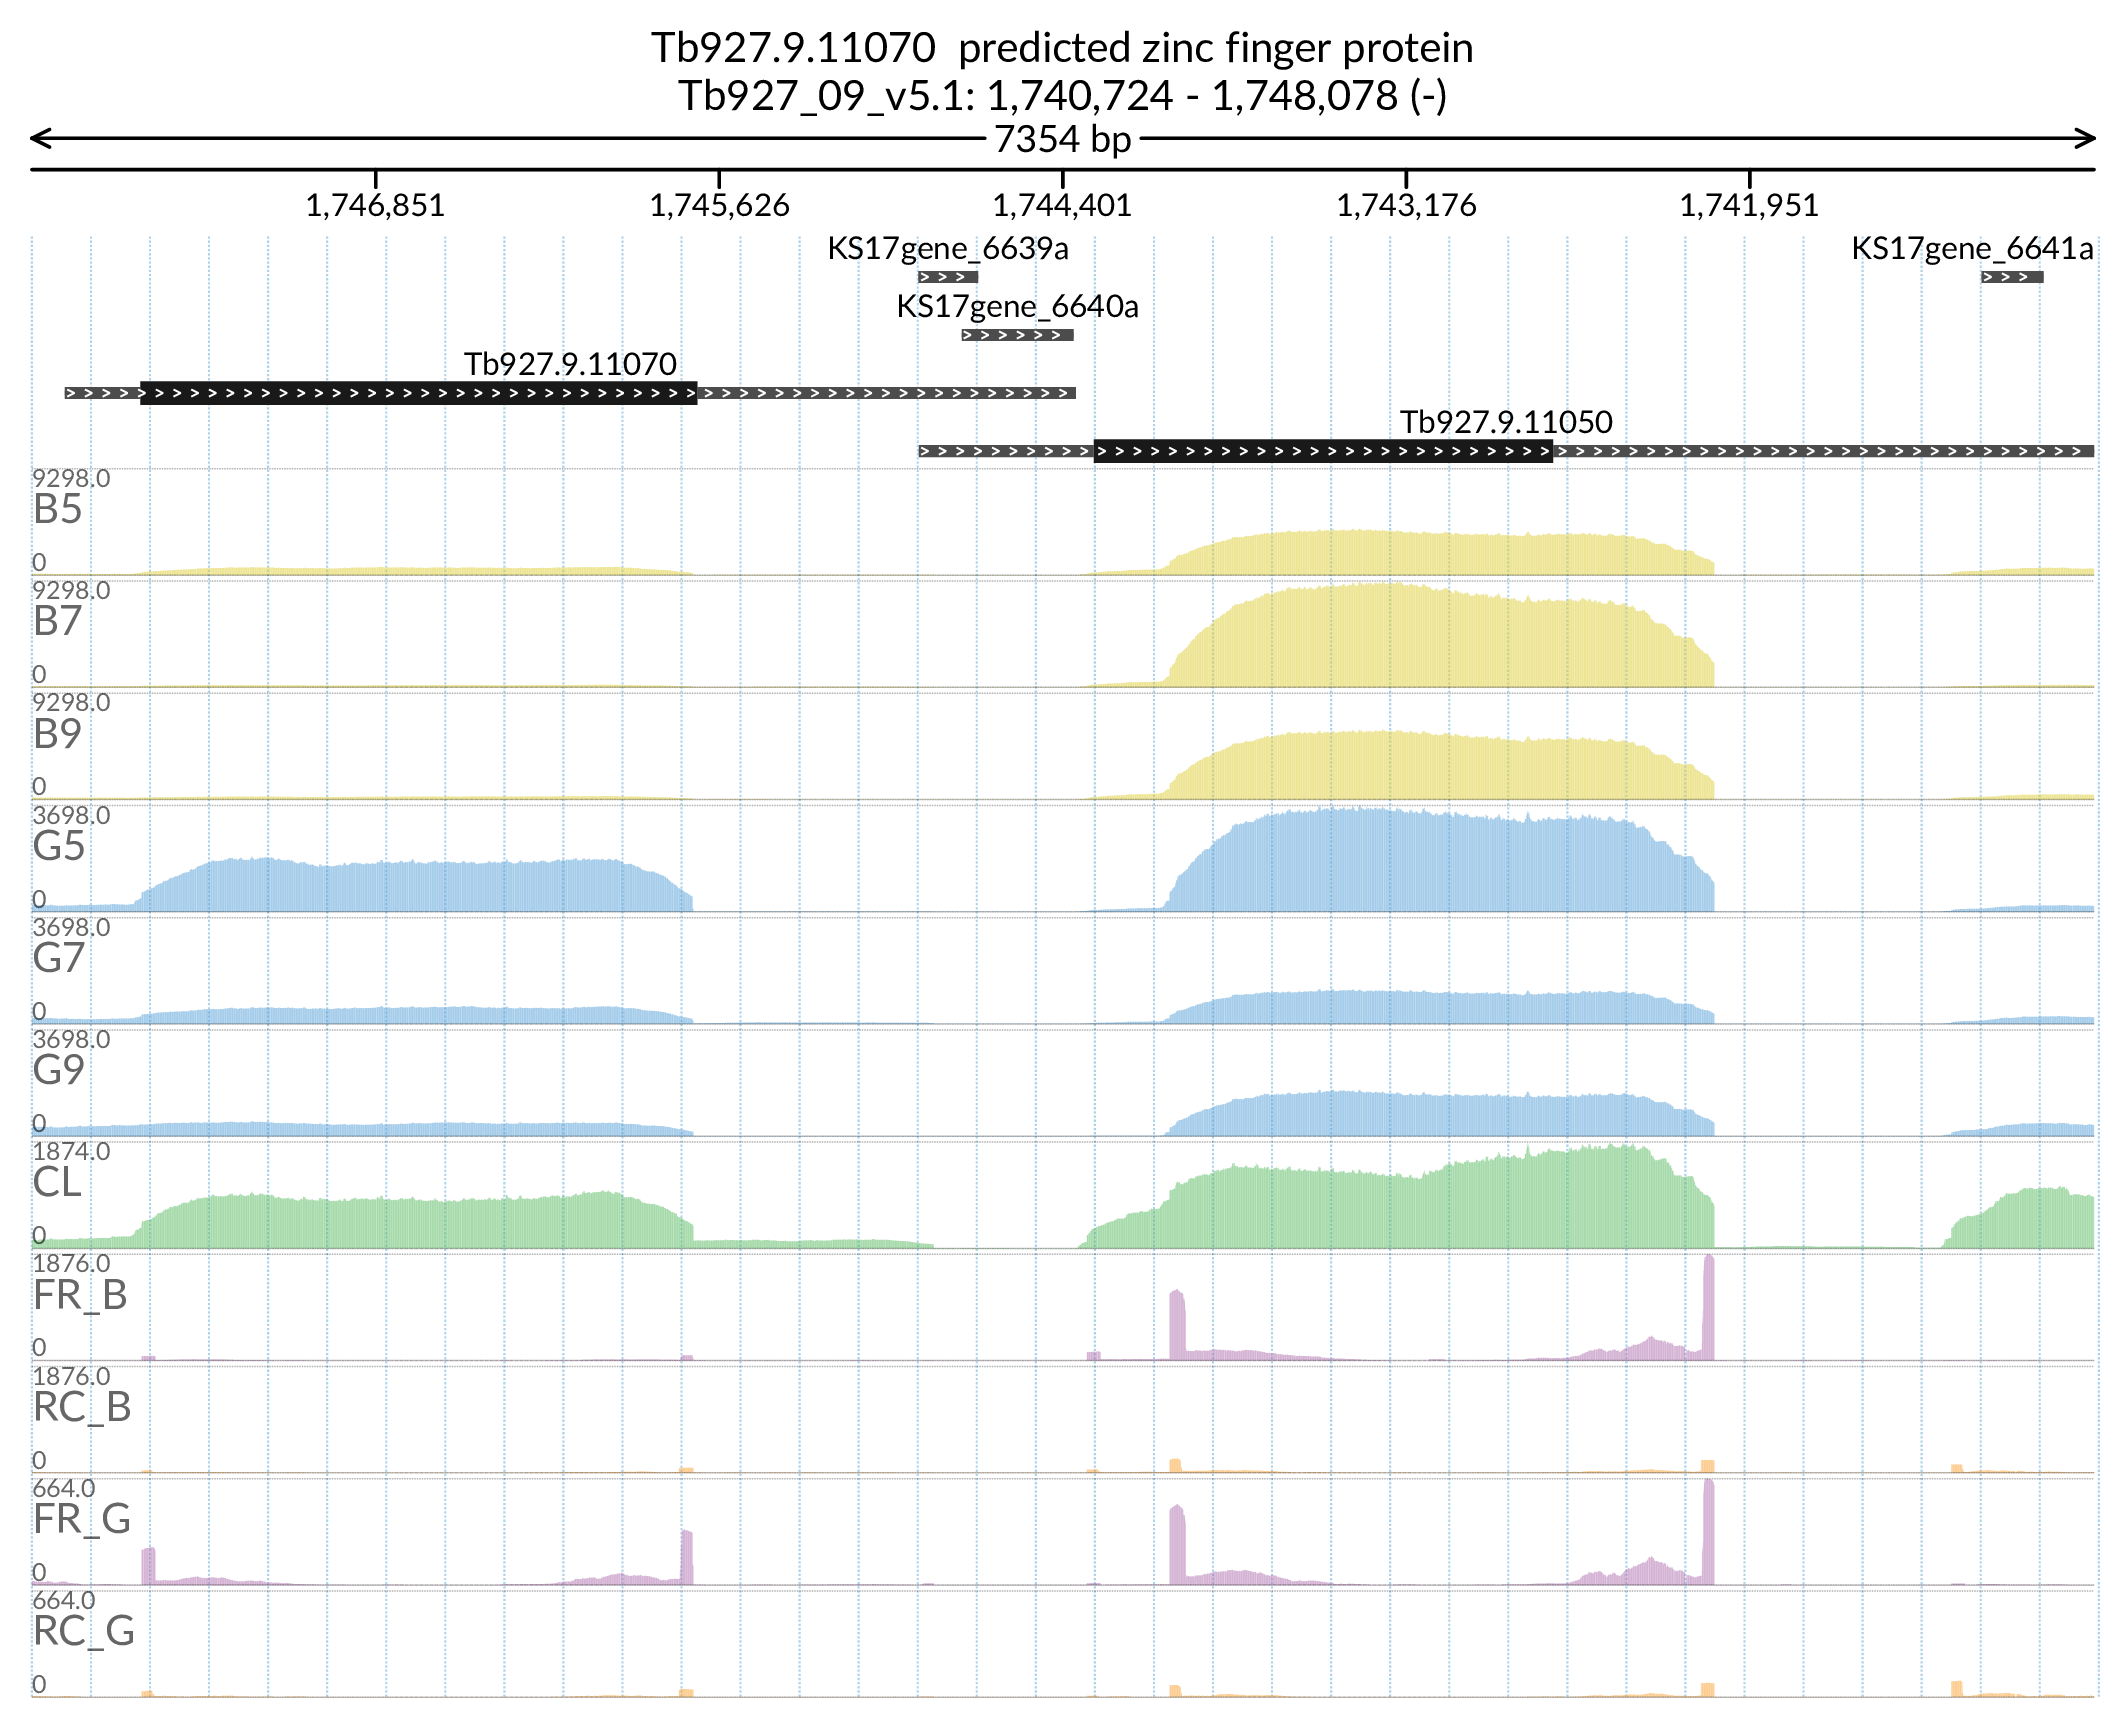 Tb927.9.11070  predicted zinc finger protein
Tb927_09_v5.1: 1,740,724 - 1,748,078 (-)
7354 bp
1,746,851 1,745,626 1,744,401 1,743,176 1,741,951
KS17gene_6639a KS17gene_6641a
KS17gene_6640a
Tb927.9.11070
Tb927.9.11050
9298.0
B5
0
9298.0
B7
0
9298.0
B9
0
3698.0
G5
0
3698.0
G7
0
3698.0
G9
0
1874.0
CL
0
1876.0
FR_B
0
1876.0
RC_B
0
664.0
FR_G
0
664.0
RC_G
0